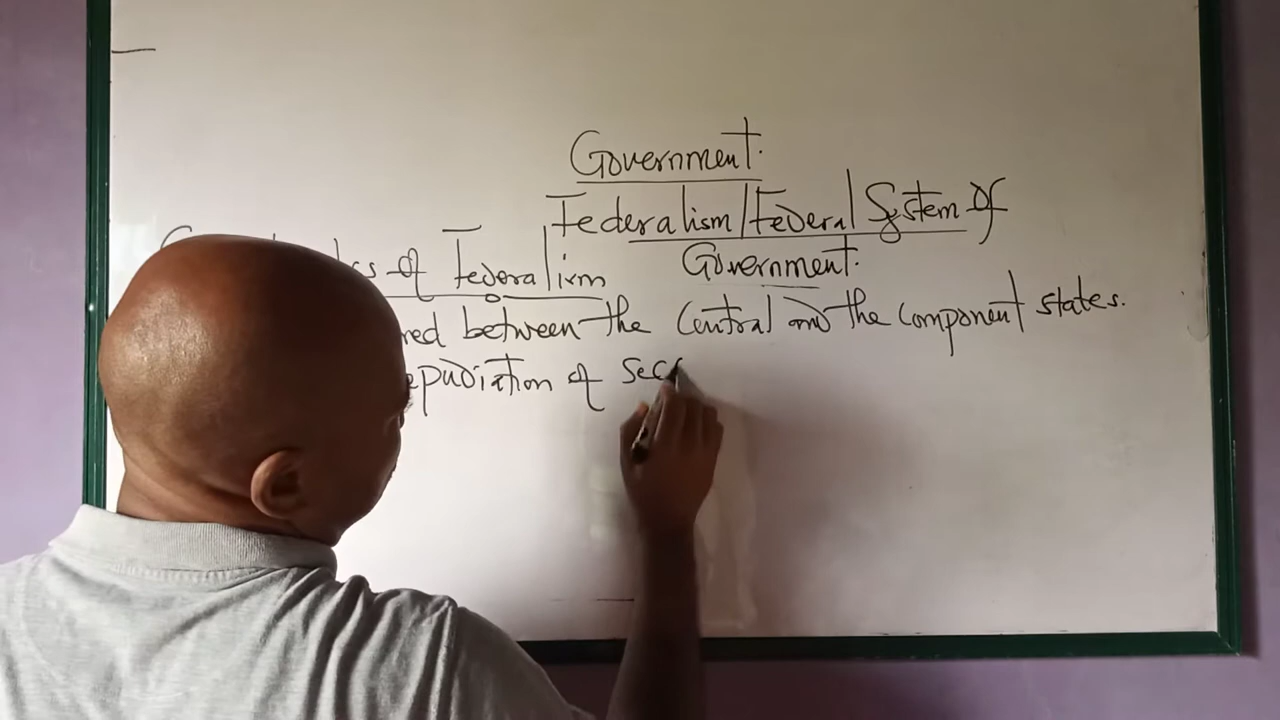 Government.
Federalism/Federal System of
Government.
of Federalism
between the Central and the component states.
of